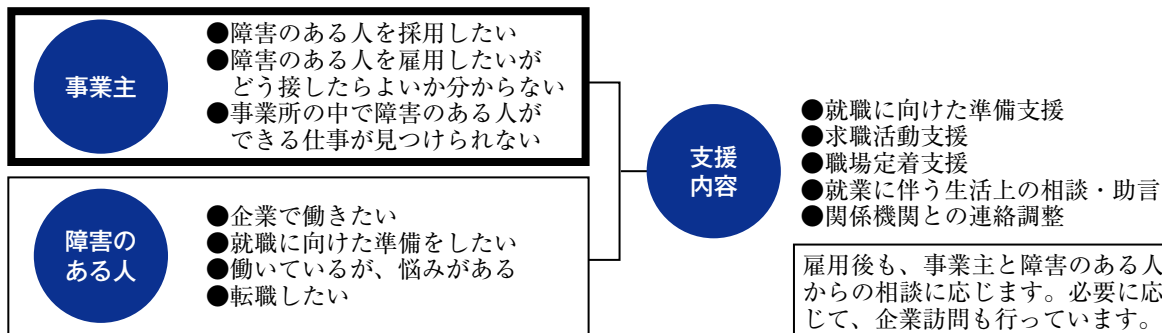 事業主
●障害のある人を採用したい
●障害のある人を雇用したいが
どう接したらよいか分からない
●事業所の中で障害のある人が
できる仕事が見つけられない
障害の
ある人
●企業で働きたい
●就職に向けた準備をしたい
●働いているが、悩みがある
●転職したい
支援
内容
●就職に向けた準備支援
●求職活動支援
●職場定着支援
●就業に伴う生活上の相談・助言
●関係機関との連絡調整
雇用後も、事業主と障害のある人
からの相談に応じます。必要に応
じて、企業訪問も行っています。